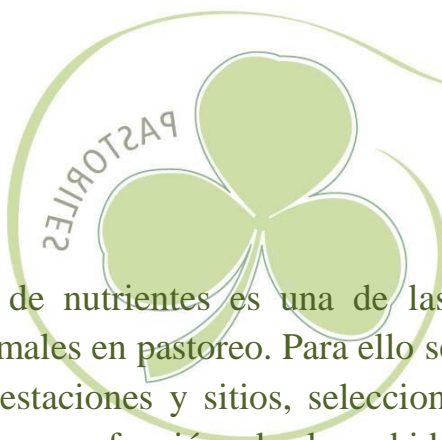 PASTORILES
de nutrientes es una de las
males en pastoreo. Para ello se
estaciones y sitios, seleccion